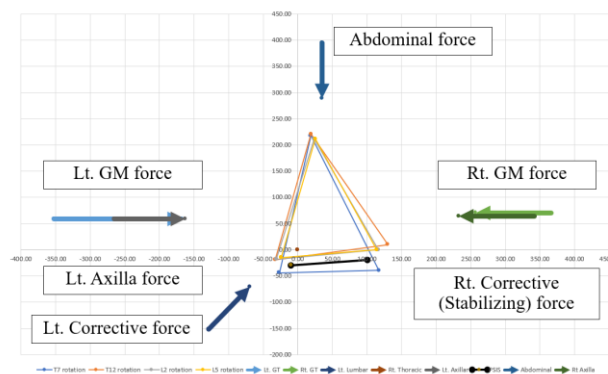 450.00
400.00
Abdominal force
350.00
300.00
250.00
200.00
Lt. GM force
Rt. GM force
150.00
100.00
50.00
-400.00 -350.00 -300.00 -250.00 -200.00 -150.00 -100.00 -50.00 0.00 50.00 100.00 150.00 200.00 250.00 300.00 350.00 400.00
Lt. Axilla force
-50.00
Rt. Corrective
(Stabilizing) force
Lt. Corrective force
-100.00
-150.00
-200.00
T7 rotation T12 rotation L2 rotation L5 rotation Lt. GT Rt. GT Lt. Lumbar Rt. Thoracic Lt. Axillar PSIS Abdominal Rt Axilla